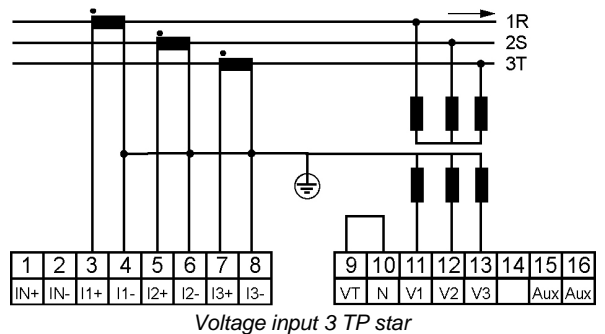 1R
2S
3T
1 2 3 4 5 6 7 8 9 10 11 12 13 14 15 16
IN+ IN- I1+ I1- I2+ I2- I3+ I3- VT N V1 V2 V3 Aux Aux
Voltage input 3 TP star